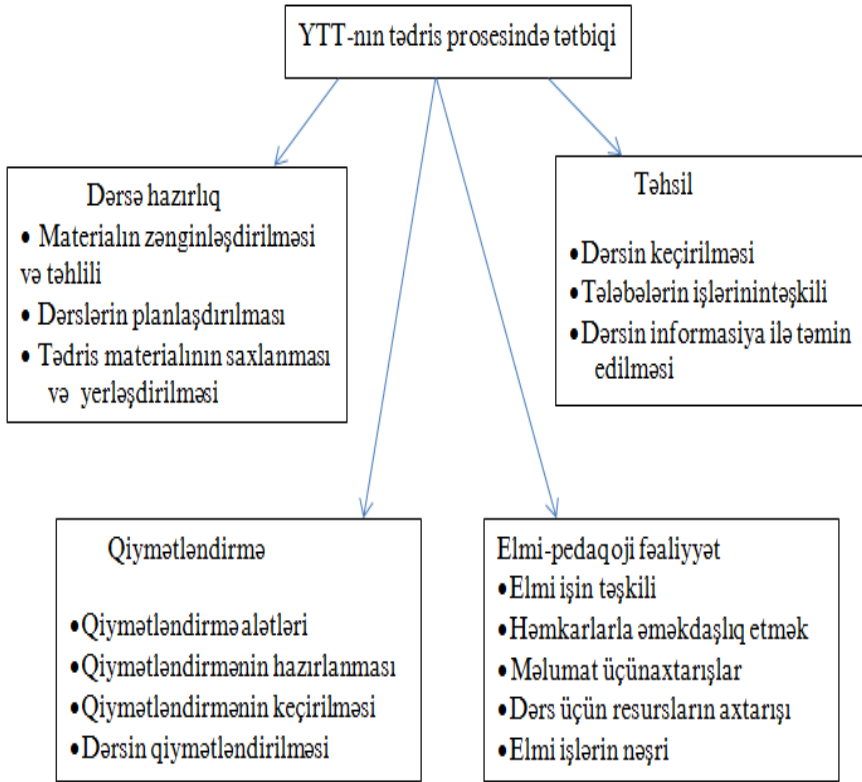 YTT-nın tədris prosesində tətbiqi
Dərsə hazırlıq
• Materialın zənginləşdirilməsi
və təhlili
• Dərslərin planlaşdırılması
• Tədris materialının saxlanması
və yerləşdirilməsi
Təhsil
•Dərsin keçirilməsi
•Tələbələrin işlərinintəşkili
•Dərsin informasiya ilə təmin
edilməsi
Qiymətləndirmə
•Qiymətləndirmə alətləri
•Qiymətləndirmənin hazırlanması
•Qiymətləndirmənin keçirilməsi
•Dərsin qiymətləndirilməsi
Elmi-pedaqoji fəaliyyət
•Elmi işin təşkili
•Həmkarlarla əməkdaşlıq etmək
•Məlumat üçünaxtarışlar
•Dərs üçün resursların axtarışı
•Elmi işlərin nəşri